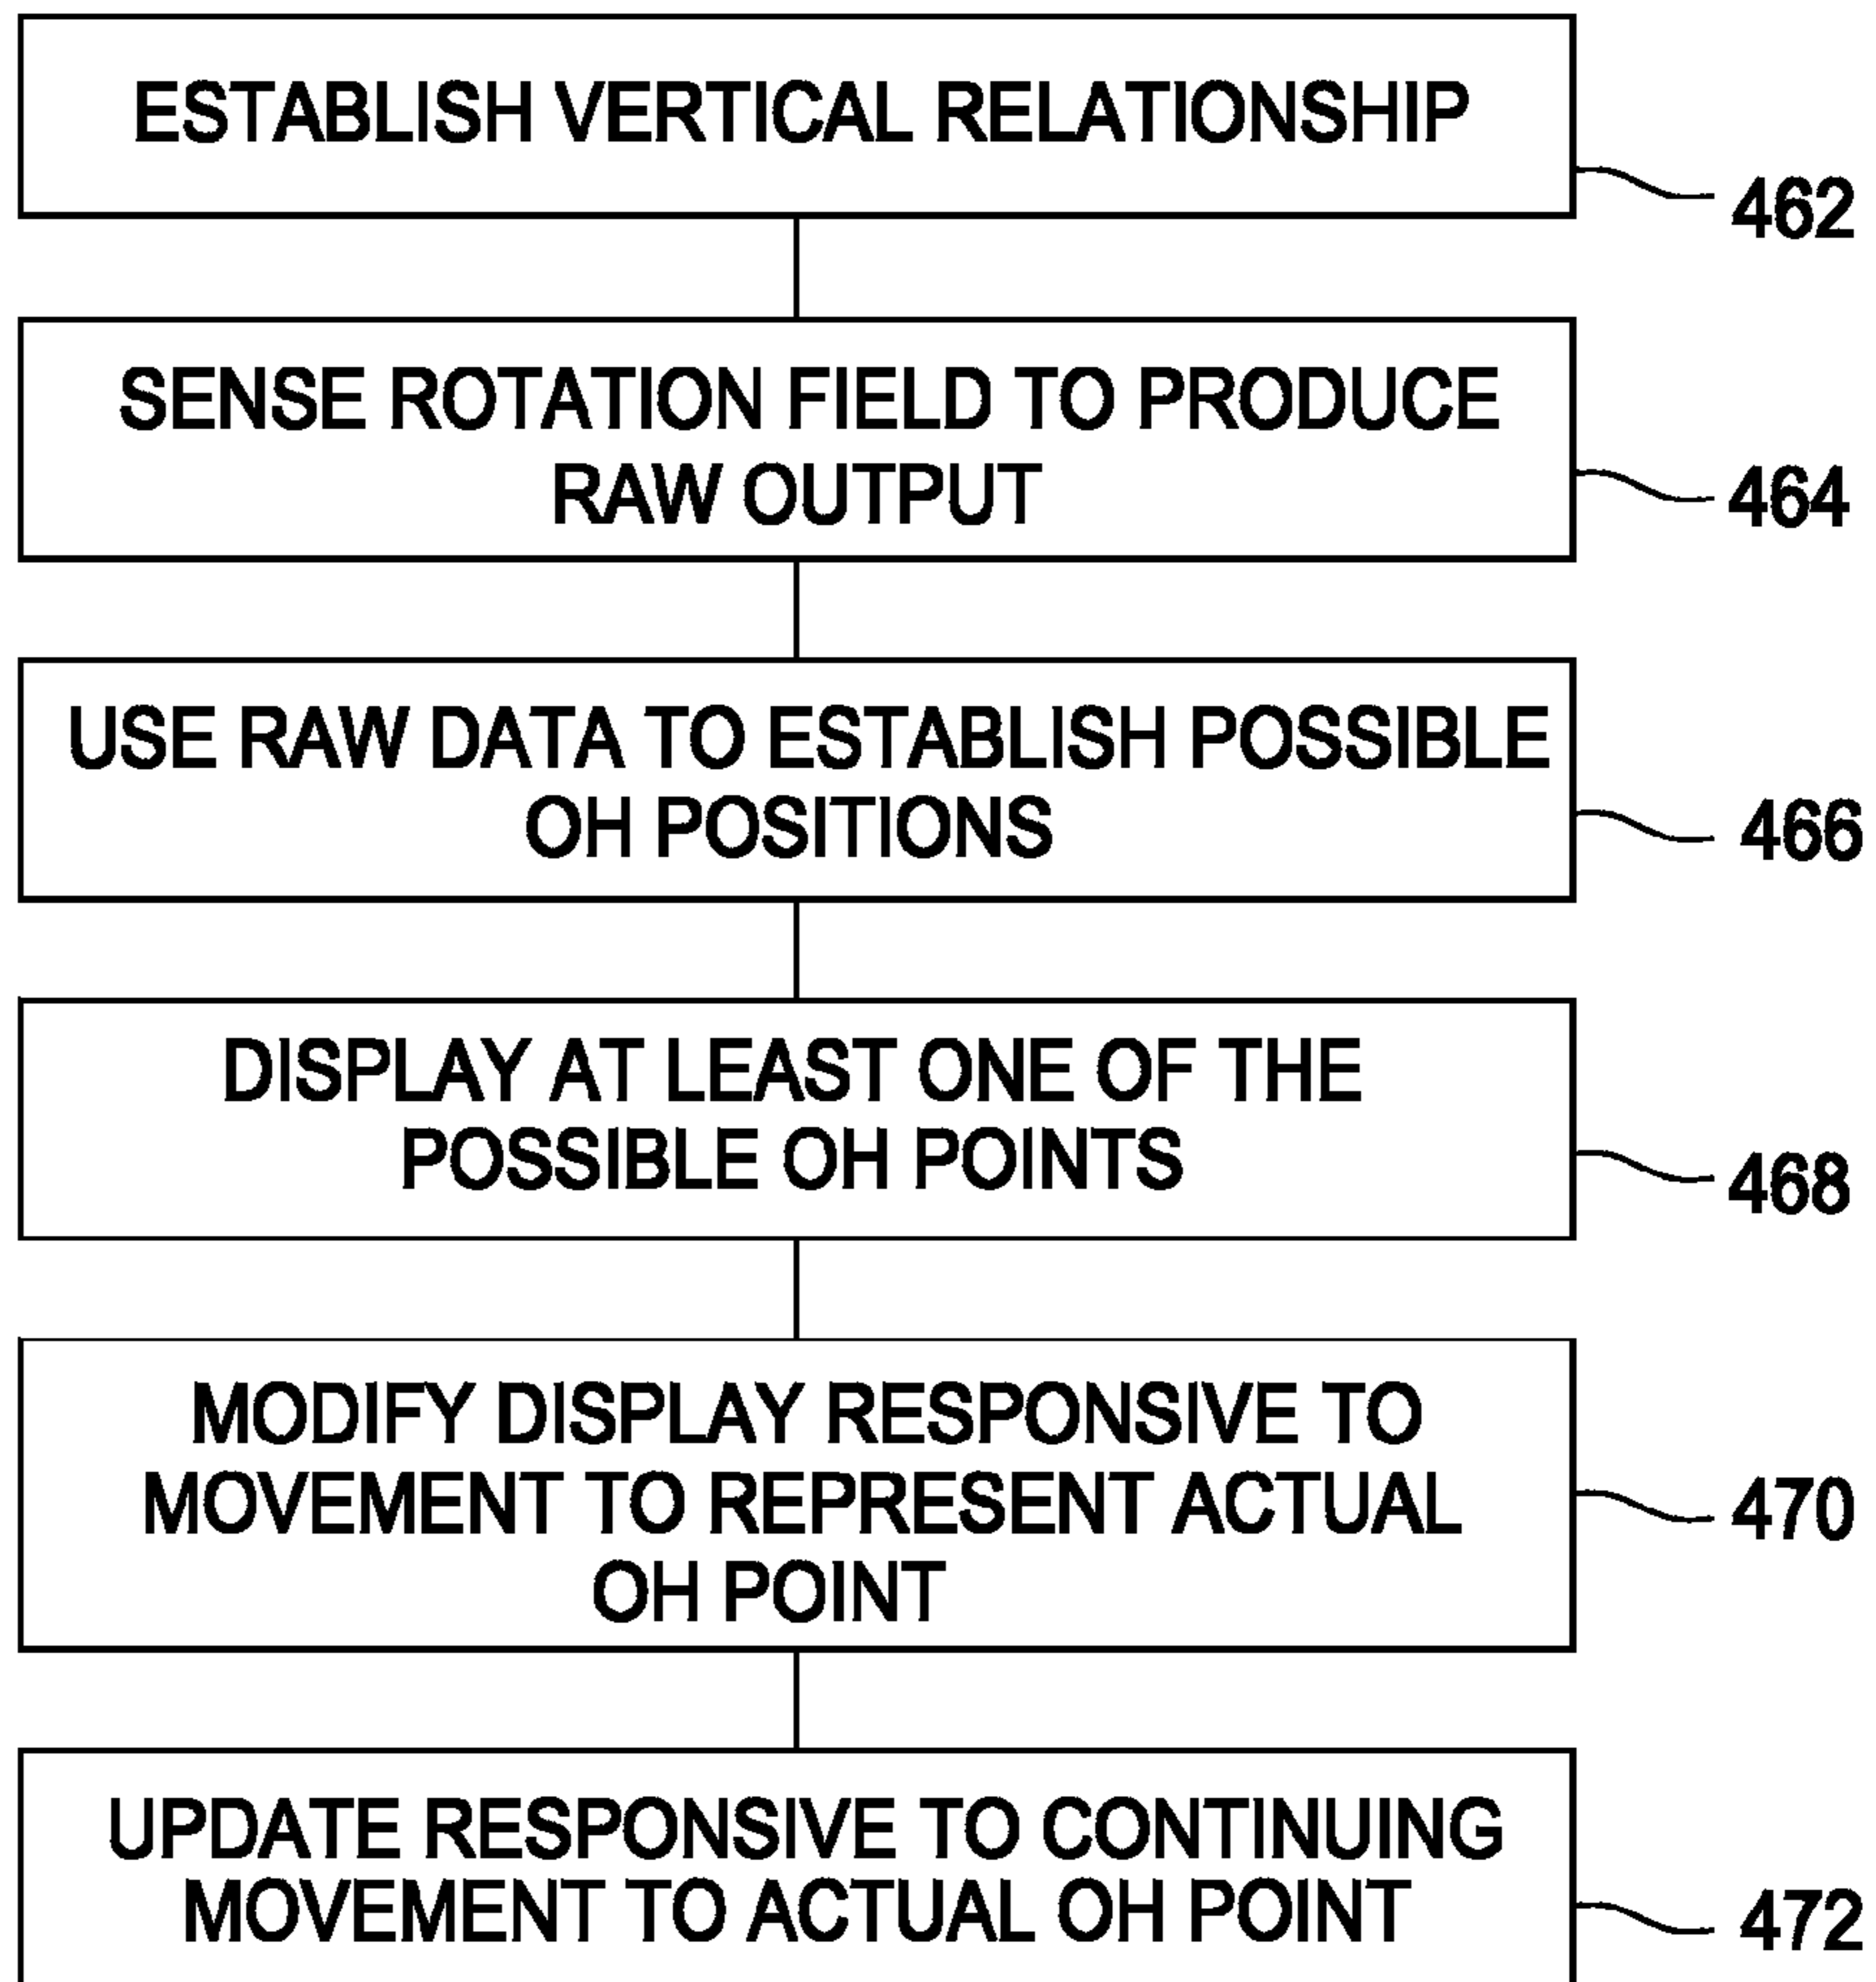 ESTABLISH VERTICAL RELATIONSHIP
462
SENSE ROTATION FIELD TO PRODUCE
RAW OUTPUT
464
USE RAW DATA TO ESTABLISH POSSIBLE
OH POSITIONS
466
DISPLAY AT LEAST ONE OF THE
POSSIBLE OH POINTS
468
MODIFY DISPLAY RESPONSIVE TO
MOVEMENT TO REPRESENT ACTUAL
OH POINT
470
UPDATE RESPONSIVE TO CONTINUING
MOVEMENT TO ACTUAL OH POINT
472